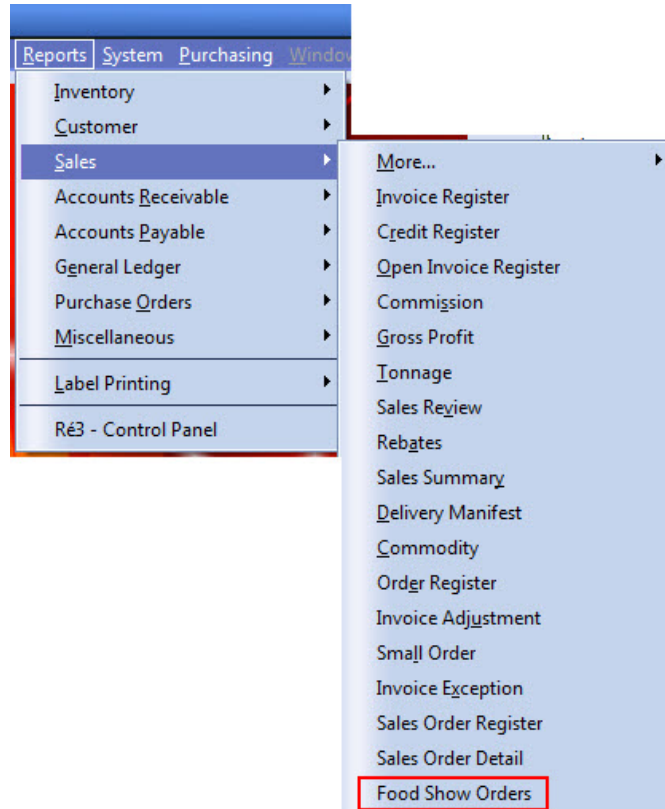 Reports System Purchasing Window
Inventory
Customer
Sales
Accounts Receivable
Accounts Payable
General Ledger
Purchase Orders
Miscellaneous
Label Printing
Ré3 - Control Panel
More...
Invoice Register
Credit Register
Open Invoice Register
Commission
Gross Profit
Tonnage
Sales Review
Rebates
Sales Summary
Delivery Manifest
Commodity
Order Register
Invoice Adjustment
Small Order
Invoice Exception
Sales Order Register
Sales Order Detail
Food Show Orders